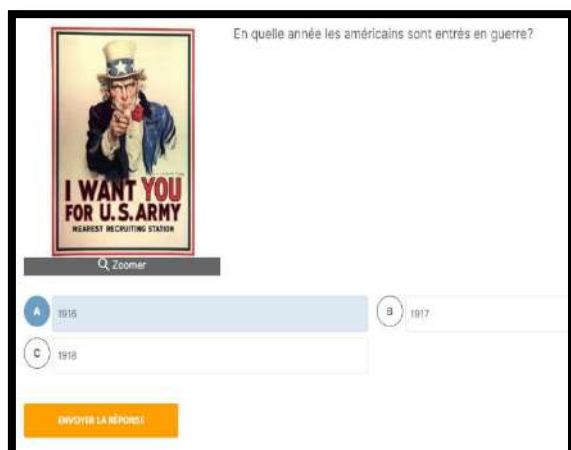 En quelle année les américains sont entrés en guerre?
I WANT YOU
FOR U.S. ARMY
NEAREST RECRUITING STATION
Zoomer
A 1916
B 1917
C 1918
ENVOYER LA RÉPONSE